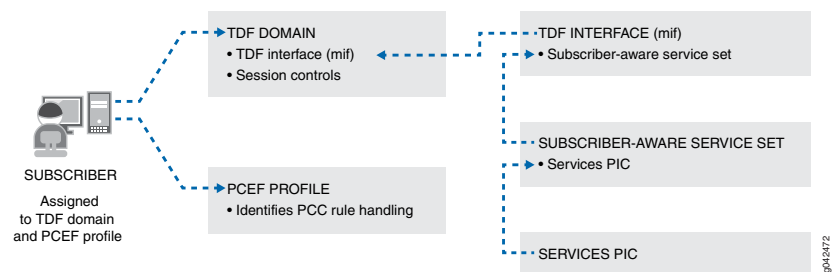 TDF DOMAIN
• TDF interface (mif)
• Session controls
TDF INTERFACE (mif)
• Subscriber-aware service set
SUBSCRIBER
Assigned
to TDF domain
and PCEF profile
PCEF PROFILE
• Identifies PCC rule handling
SUBSCRIBER-AWARE SERVICE SET
• Services PIC
SERVICES PIC
g042472